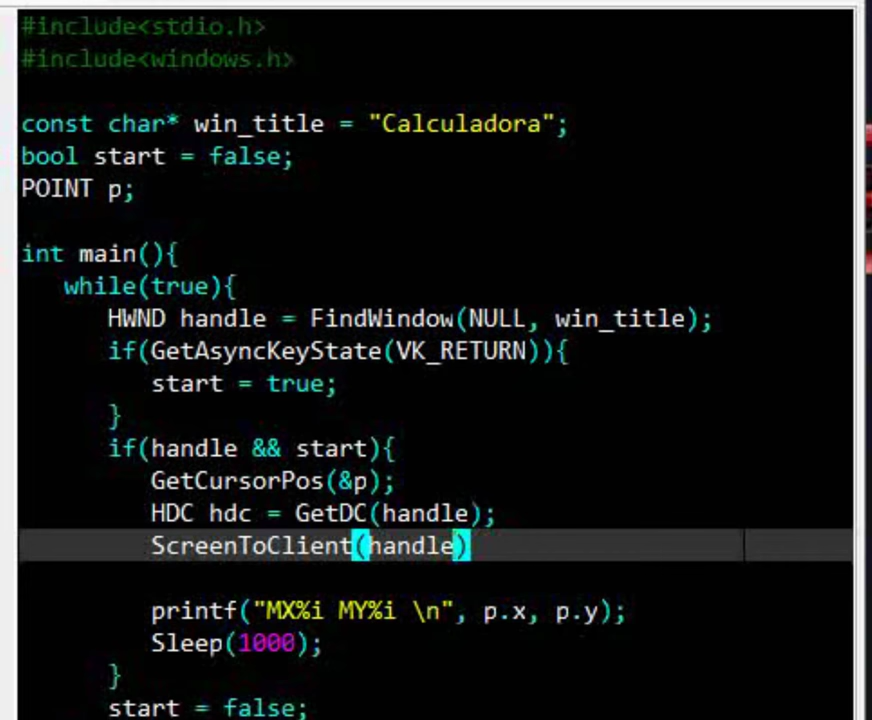 #include<stdio.h>
#include<windows.h>
const char* win_title = "Calculadora";
bool start = false;
POINT p;
int main(){
while(true){
HWND handle = FindWindow(NULL, win_title);
if(GetAsyncKeyState(VK_RETURN)){
start = true;
}
if(handle && start){
GetCursorPos(&p);
HDC hdc = GetDC(handle);
ScreenToClient(handle)
printf("MX%i MY%i \n", p.x, p.y);
Sleep(1000);
}
start = false;